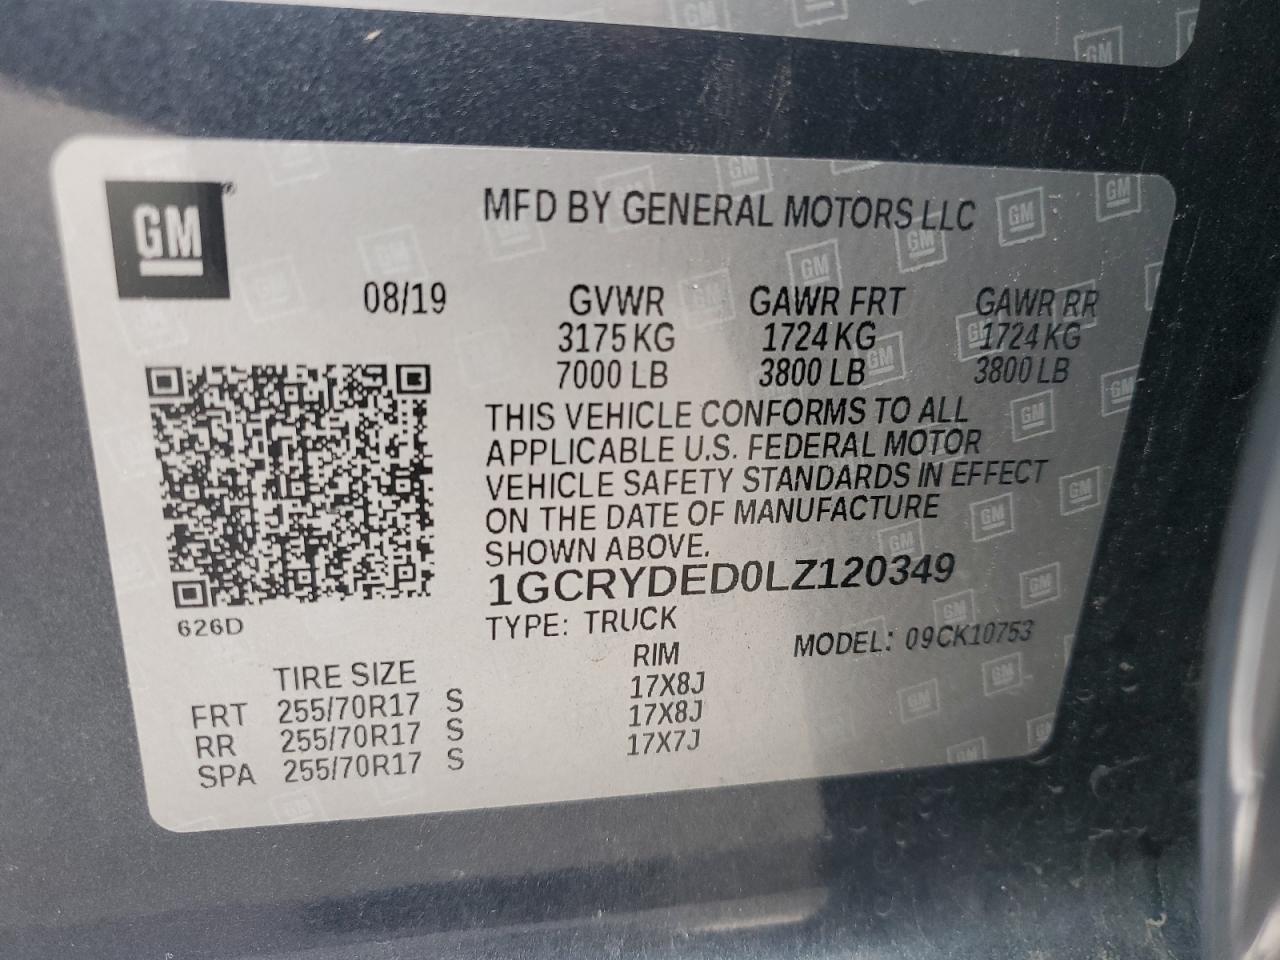 GM
MFD BY GENERAL MOTORS LLC
08/19 GVWR GAWR FRT GAWR RR
3175 KG 1724 KG 1724 KG
7000 LB 3800 LB 3800 LB
THIS VEHICLE CONFORMS TO ALL
APPLICABLE U.S. FEDERAL MOTOR
VEHICLE SAFETY STANDARDS IN EFFECT
ON THE DATE OF MANUFACTURE
SHOWN ABOVE.
1GCRYDED0LZ120349
626D
TYPE: TRUCK MODEL: 09CK10753
TIRE SIZE RIM
FRT 255/70R17 S 17X8J
RR 255/70R17 S 17X8J
SPA 255/70R17 S 17X7J